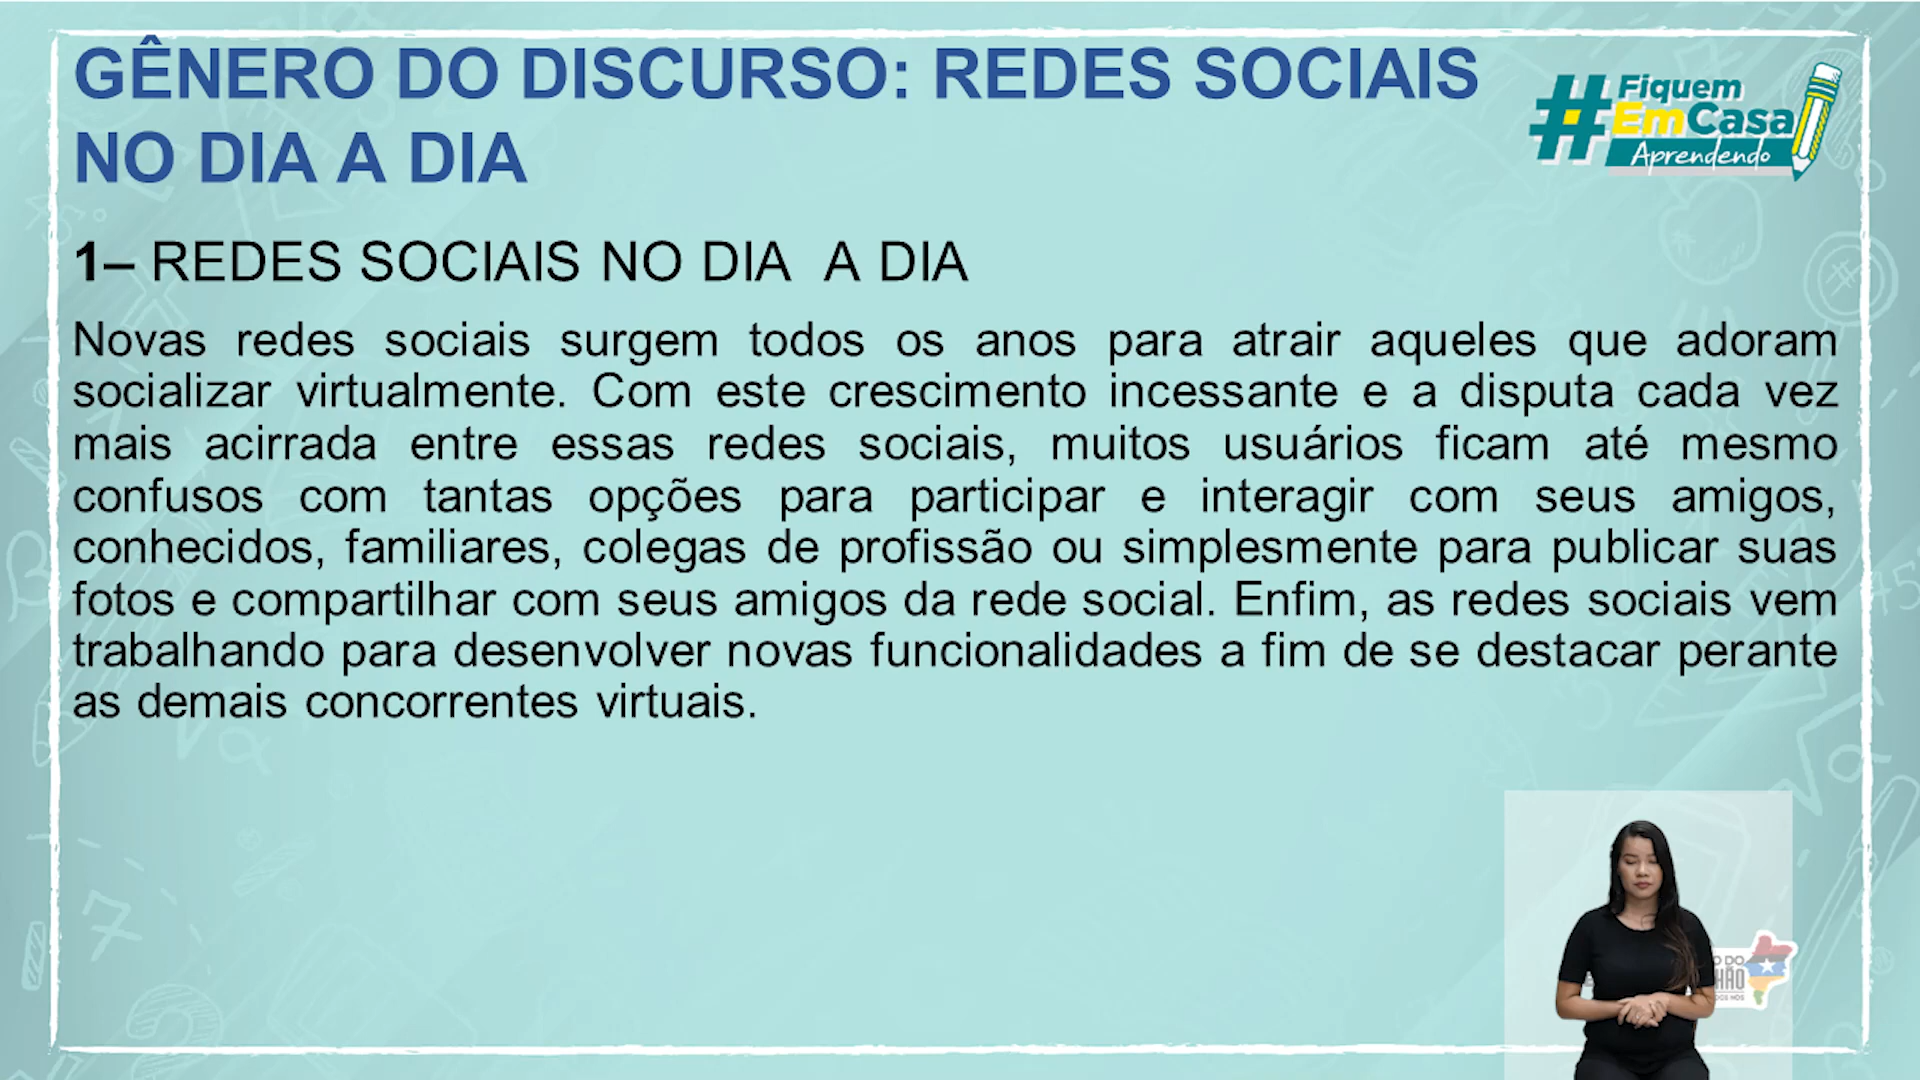 GÊNERO DO DISCURSO: REDES SOCIAIS
NO DIA A DIA
#Fiquem
EmCasa
Aprendendo
1– REDES SOCIAIS NO DIA A DIA
Novas redes sociais surgem todos os anos para atrair aqueles que adoram
socializar virtualmente. Com este crescimento incessante e a disputa cada vez
mais acirrada entre essas redes sociais, muitos usuários ficam até mesmo
confusos com tantas opções para participar e interagir com seus amigos,
conhecidos, familiares, colegas de profissão ou simplesmente para publicar suas
fotos e compartilhar com seus amigos da rede social. Enfim, as redes sociais vem
trabalhando para desenvolver novas funcionalidades a fim de se destacar perante
as demais concorrentes virtuais.